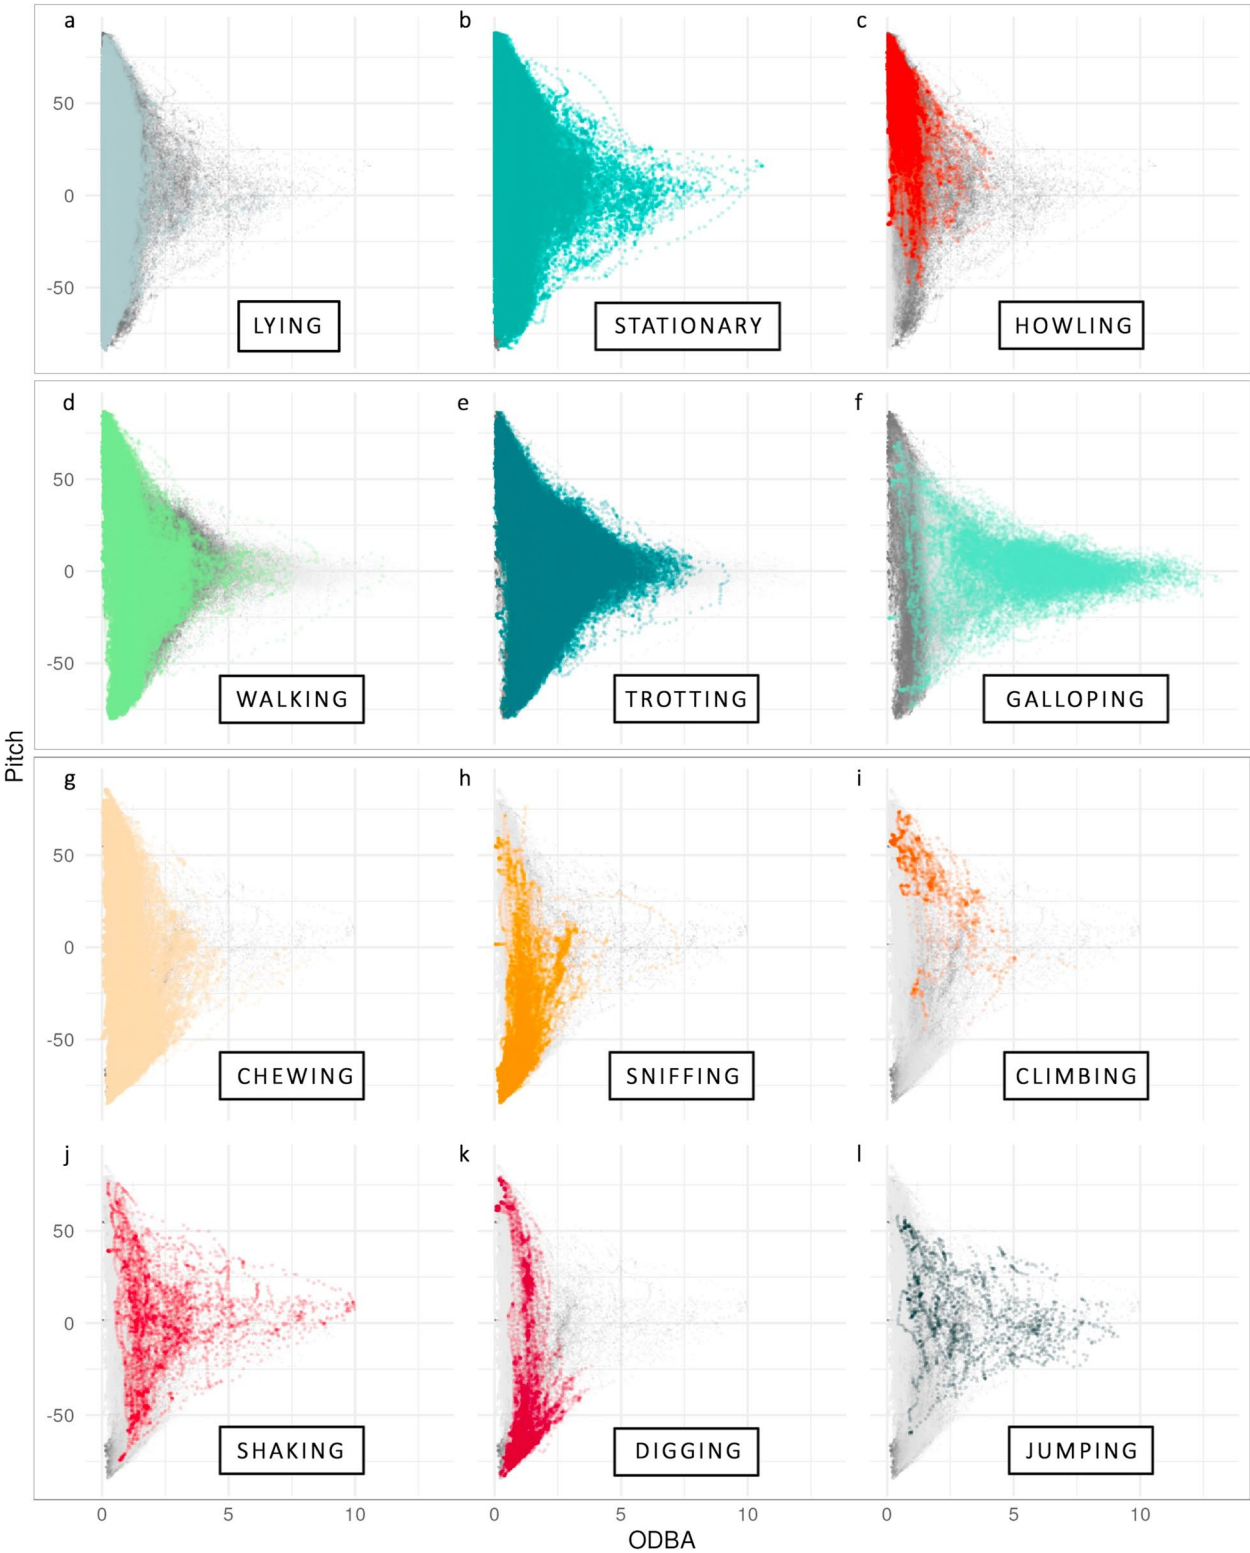 a b c
50
0
-50
LYING STATIONARY HOWLING
d e f
50
0
-50
WALKING TROTTING GALLOPING
Pitch
g h i
50
0
-50
CHEWING SNIFFING CLIMBING
j k l
50
0
-50
SHAKING DIGGING JUMPING
0 5 10 0 5 10 0 5 10
ODBA